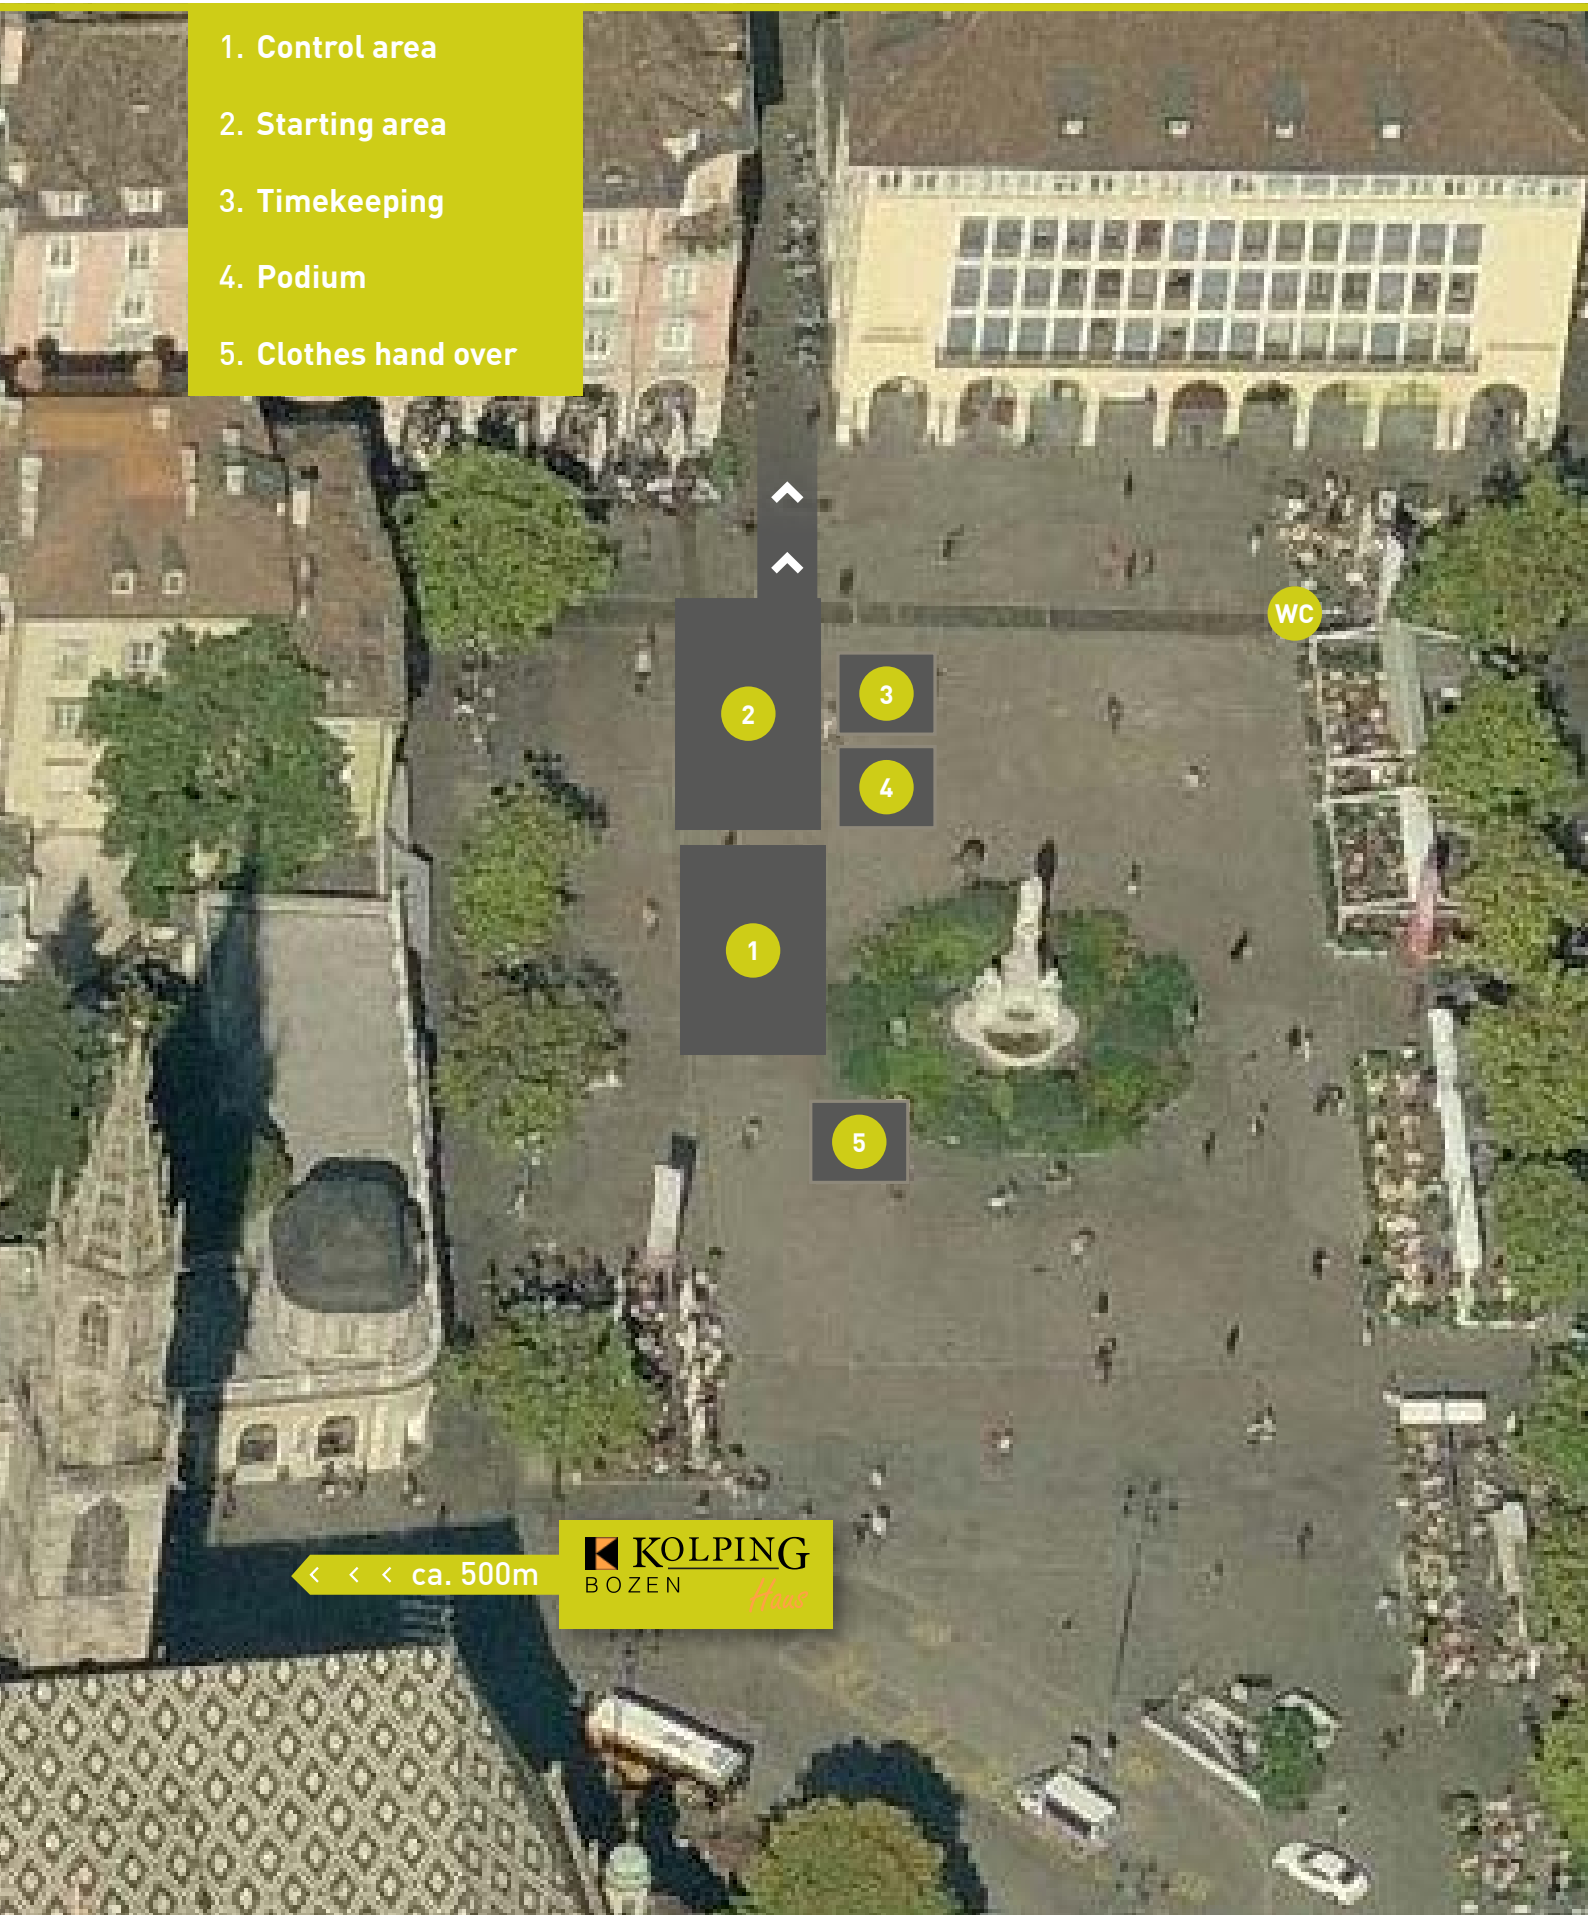 1. Control area
2. Starting area
3. Timekeeping
4. Podium
5. Clothes hand over
WC
2
3
4
1
5
< < < ca. 500m
KOLPING
BOZEN
Haus